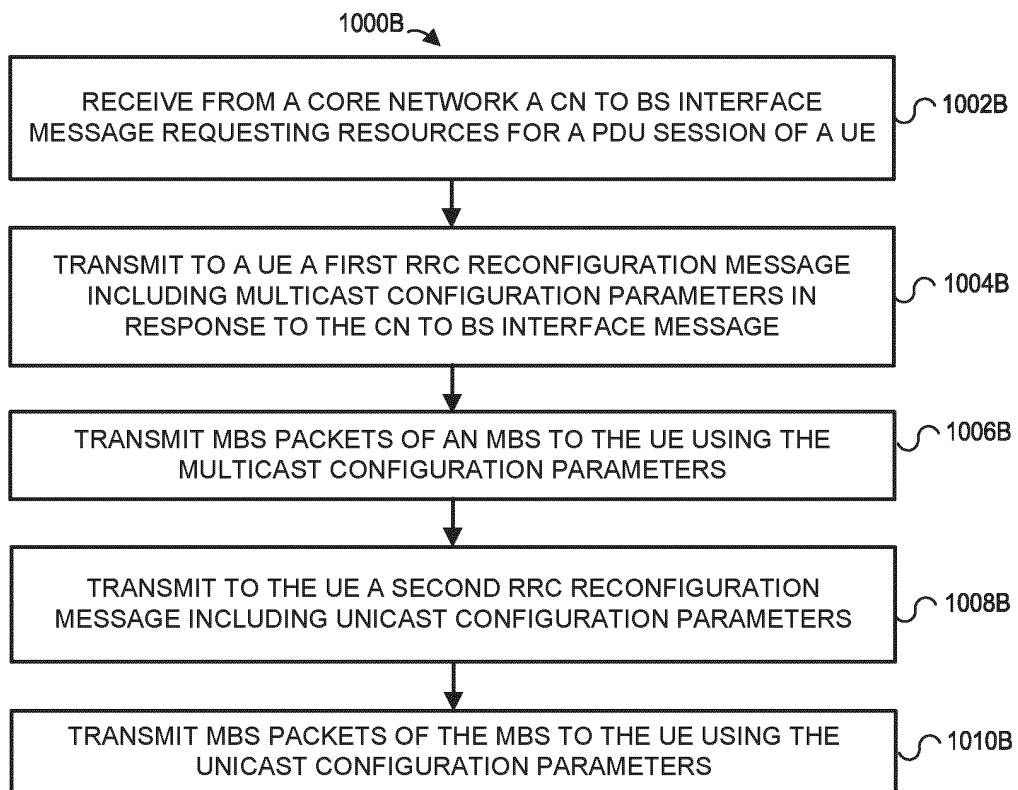 1000B
RECEIVE FROM A CORE NETWORK A CN TO BS INTERFACE
MESSAGE REQUESTING RESOURCES FOR A PDU SESSION OF A UE
1002B
TRANSMIT TO A UE A FIRST RRC RECONFIGURATION MESSAGE
INCLUDING MULTICAST CONFIGURATION PARAMETERS IN
RESPONSE TO THE CN TO BS INTERFACE MESSAGE
1004B
TRANSMIT MBS PACKETS OF AN MBS TO THE UE USING THE
MULTICAST CONFIGURATION PARAMETERS
1006B
TRANSMIT TO THE UE A SECOND RRC RECONFIGURATION
MESSAGE INCLUDING UNICAST CONFIGURATION PARAMETERS
1008B
TRANSMIT MBS PACKETS OF THE MBS TO THE UE USING THE
UNICAST CONFIGURATION PARAMETERS
1010B